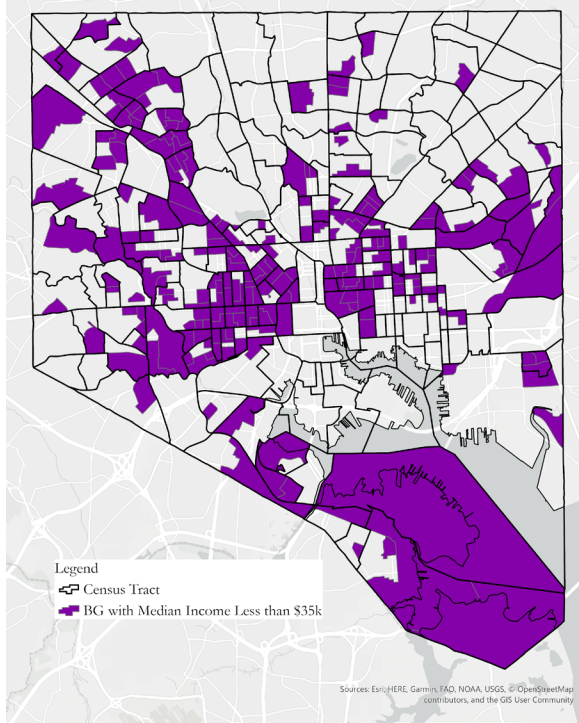 Legend
Census Tract
BG with Median Income Less than $35k
Sources: Esri, HERE, Garmin, FAO, NOAA, USGS, © OpenStreetMap
contributors, and the GIS User Community